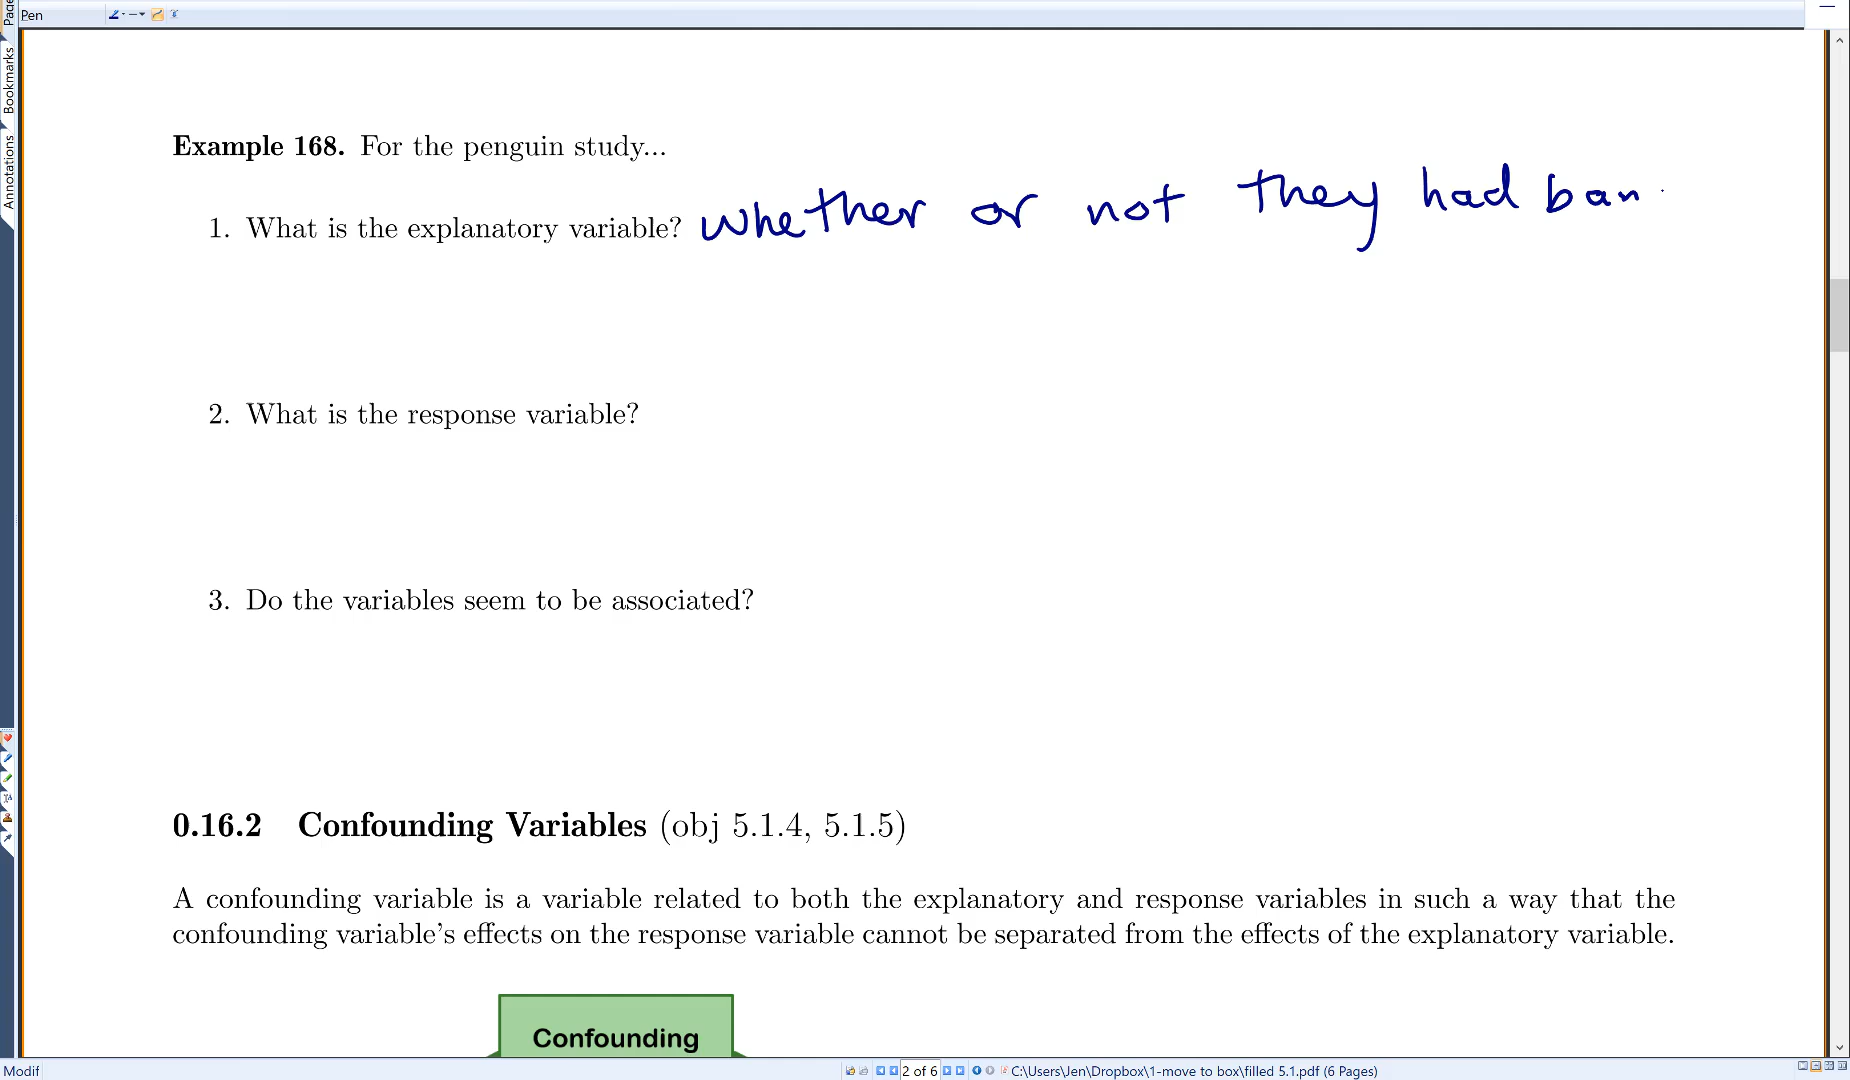 Pen
Page
Bookmarks
Annotations
Example 168. For the penguin study...
1. What is the explanatory variable? whether or not they had ban
2. What is the response variable?
3. Do the variables seem to be associated?
0.16.2 Confounding Variables (obj 5.1.4, 5.1.5)
A confounding variable is a variable related to both the explanatory and response variables in such a way that the
confounding variable's effects on the response variable cannot be separated from the effects of the explanatory variable.
Confounding
Modif
2 of 6
C:\Users\Jen\Dropbox\1-move to box\filled 5.1.pdf (6 Pages)